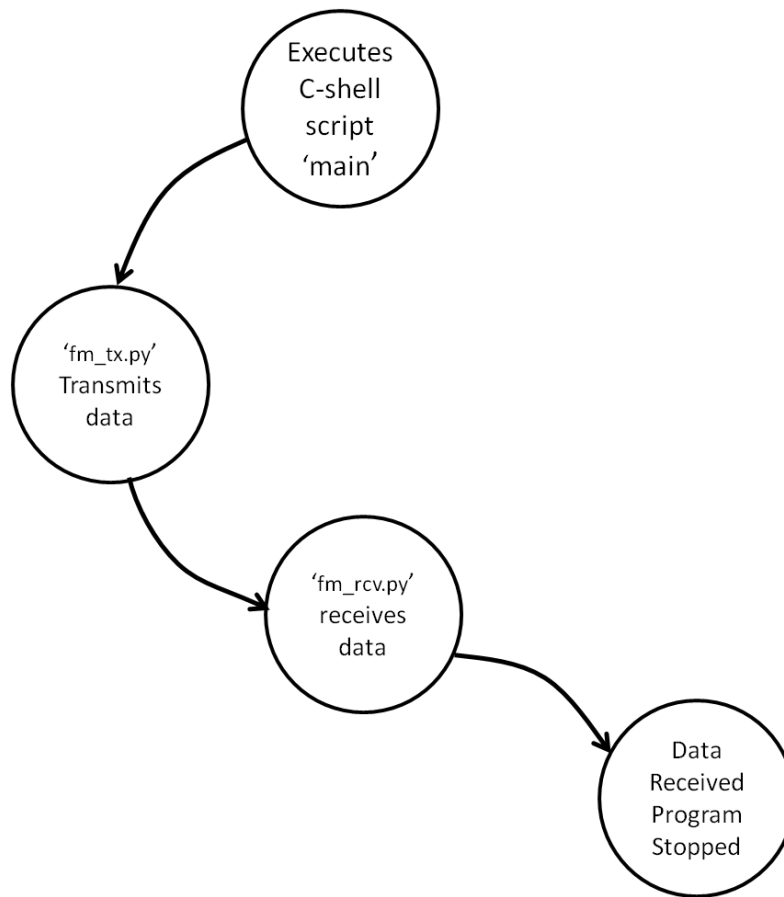 Executes
C-shell
script
‘main’
‘fm_tx.py’
Transmits
data
‘fm_rcv.py’
receives
data
Data
Received
Program
Stopped